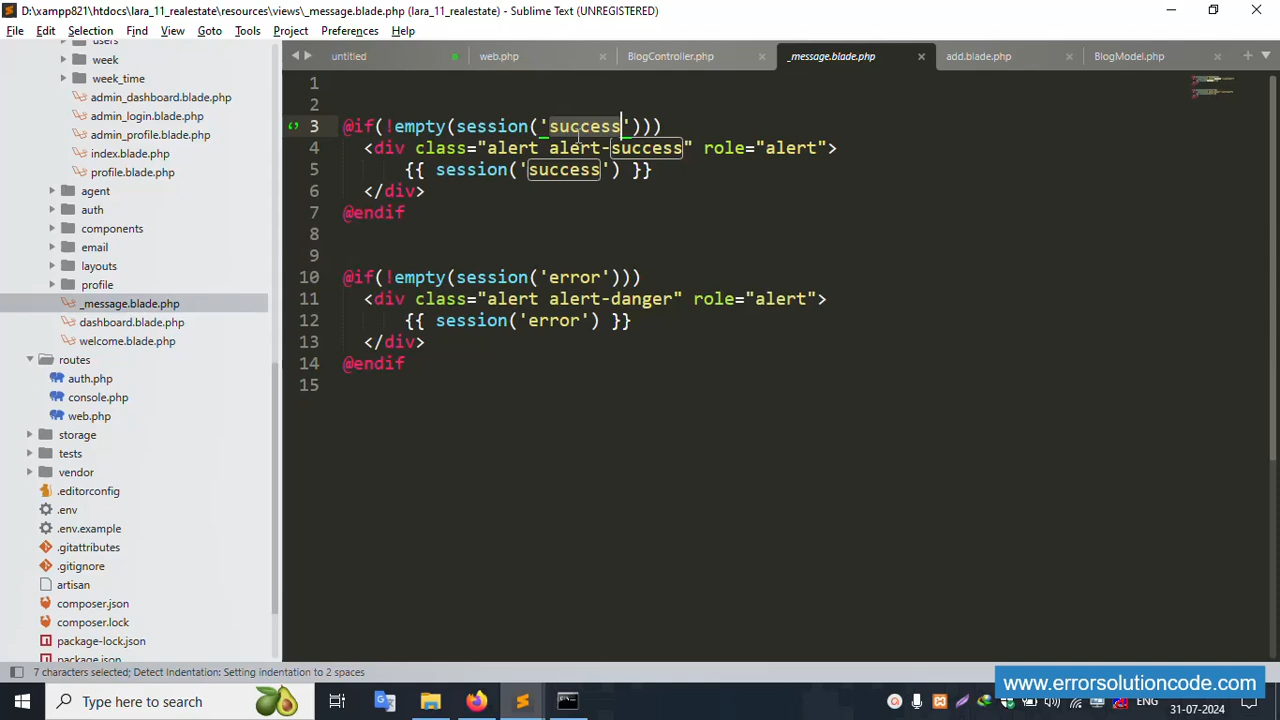 D:\xampp821\htdocs\lara_11_realestate\resources\views\_message.blade.php (lara_11_realestate) - Sublime Text (UNREGISTERED)
File Edit Selection Find View Goto Tools Project Preferences Help
users
week
week_time
admin_dashboard.blade.php
admin_login.blade.php
admin_profile.blade.php
index.blade.php
profile.blade.php
agent
auth
components
email
layouts
profile
_message.blade.php
dashboard.blade.php
welcome.blade.php
routes
auth.php
console.php
web.php
storage
tests
vendor
.editorconfig
.env
.env.example
.gitattributes
.gitignore
artisan
composer.json
composer.lock
package-lock.json
package.json
untitled web.php BlogController.php _message.blade.php add.blade.php BlogModel.php
1
2
3 @if(!empty(session('success')))
4 <div class="alert alert-success" role="alert">
5 {{ session('success') }}
6 </div>
7 @endif
8
9
10 @if(!empty(session('error')))
11 <div class="alert alert-danger" role="alert">
12 {{ session('error') }}
13 </div>
14 @endif
15
7 characters selected; Detect Indentation: Setting indentation to 2 spaces
www.errorsolutioncode.com
Type here to search
ENG
31-07-2024